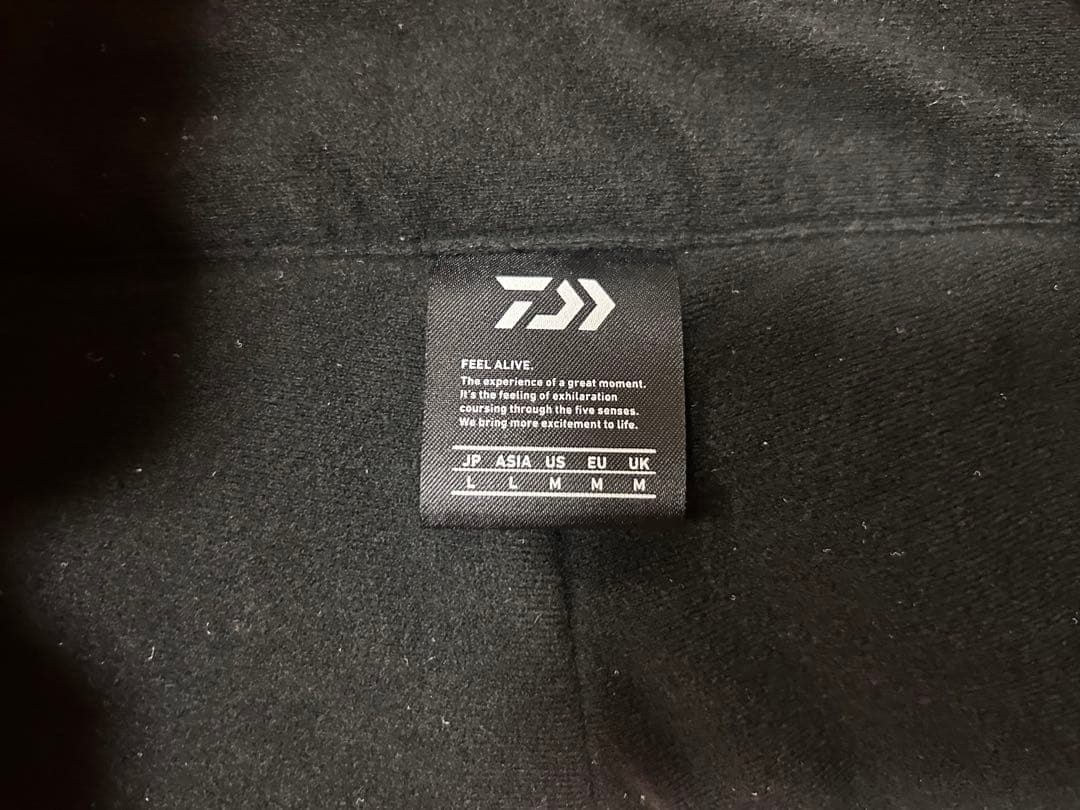 FEEL ALIVE.
The experience of a great moment.
It's the feeling of exhilaration
coursing through the five senses.
We bring more excitement to life.
JP ASIA US EU UK
L L M M M